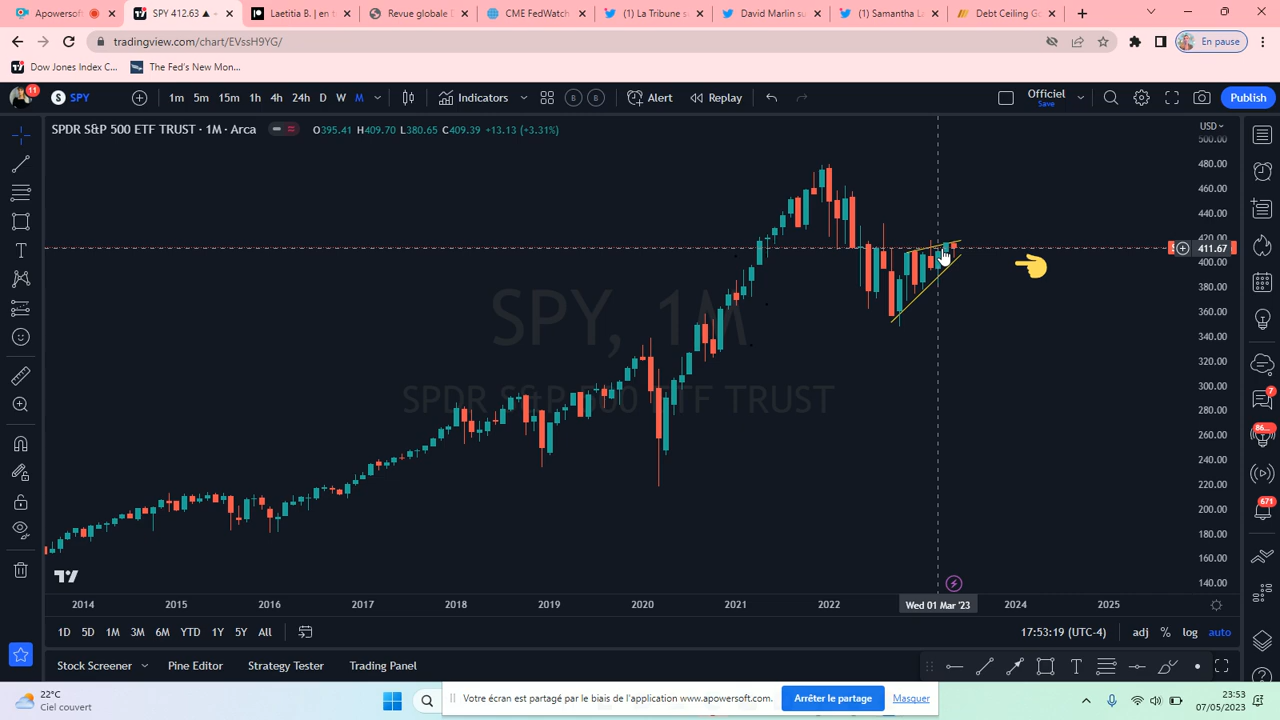 Apowersoft
SPY 412.63 ▲ +
Laetitia B. | en t
Revue globale D
CME FedWatch
(1) La Tribune s
David Marlin su
(1) Samantha L
Debt Ceiling Go
tradingview.com/chart/EVssH9YG/
En pause
Dow Jones Index C...
The Fed's New Mon...
11
S SPY
1m 5m 15m 1h 4h 24h D W M
Indicators
B B
Alert
Replay
Officiel
Save
Publish
SPDR S&P 500 ETF TRUST · 1M · Arca
O395.41 H409.70 L380.65 C409.39 +13.13 (+3.31%)
USD
500.00
480.00
460.00
440.00
420.00
411.67
400.00
380.00
360.00
340.00
320.00
300.00
280.00
260.00
240.00
220.00
200.00
180.00
160.00
140.00
SPY, 1M
SPDR S&P 500 ETF TRUST
7
86...
671
2014 2015 2016 2017 2018 2019 2020 2021 2022 Wed 01 Mar '23 2024 2025
1D 5D 1M 3M 6M YTD 1Y 5Y All
17:53:19 (UTC-4)
adj % log auto
Stock Screener
Pine Editor
Strategy Tester
Trading Panel
22°C
Ciel couvert
Votre écran est partagé par le biais de l'application www.apowersoft.com.
Arrêter le partage
Masquer
23:53
07/05/2023